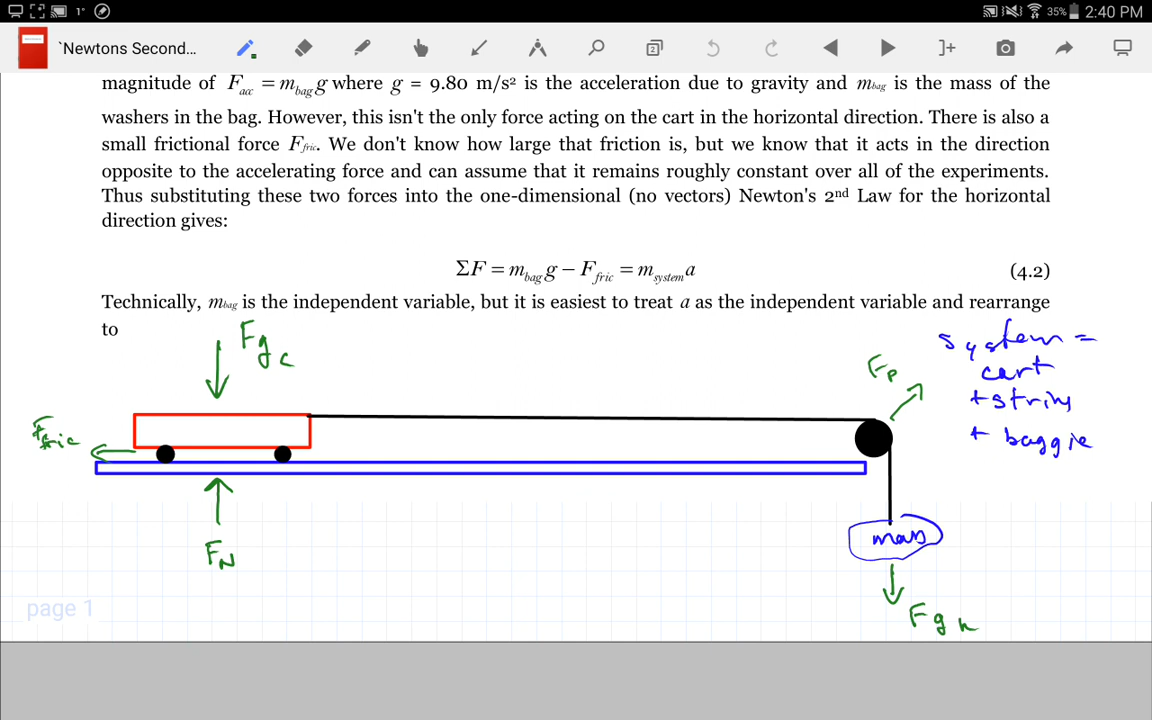 1°
35%
2:40 PM
`Newtons Second...
2
magnitude of F_acc = m_bag g where g = 9.80 m/s² is the acceleration due to gravity and m_bag is the mass of the
washers in the bag. However, this isn't the only force acting on the cart in the horizontal direction. There is also a
small frictional force F_fric. We don't know how large that friction is, but we know that it acts in the direction
opposite to the accelerating force and can assume that it remains roughly constant over all of the experiments.
Thus substituting these two forces into the one-dimensional (no vectors) Newton's 2nd Law for the horizontal
direction gives:
ΣF = m_bag g − F_fric = m_system a
(4.2)
Technically, m_bag is the independent variable, but it is easiest to treat a as the independent variable and rearrange
to
Fg c
system =
cart
+ string
+ baggie
F_P
F_fric
F_N
mass
page 1